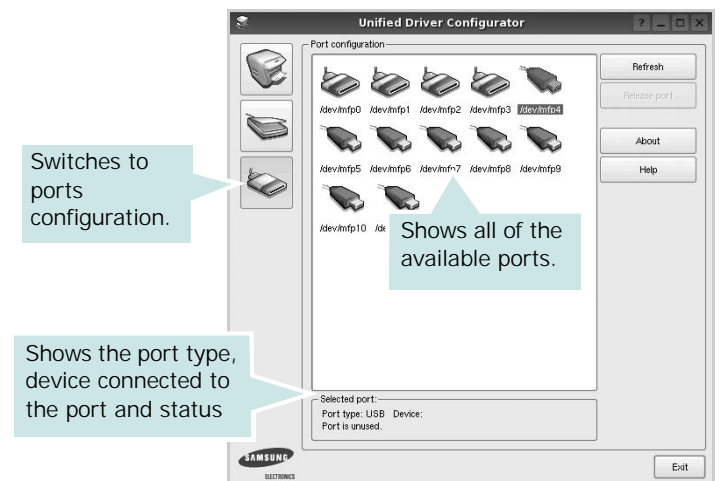 Unified Driver Configurator
Port configuration
Refresh
Release port
About
Help
/dev/mfp0 /dev/mfp1 /dev/mfp2 /dev/mfp3 /dev/mfp4
/dev/mfp5 /dev/mfp6 /dev/mfp7 /dev/mfp8 /dev/mfp9
/dev/mfp10
Switches to
ports
configuration.
Shows all of the
available ports.
Shows the port type,
device connected to
the port and status
Selected port:
Port type: USB Device:
Port is unused.
SAMSUNG
ELECTRONICS
Exit